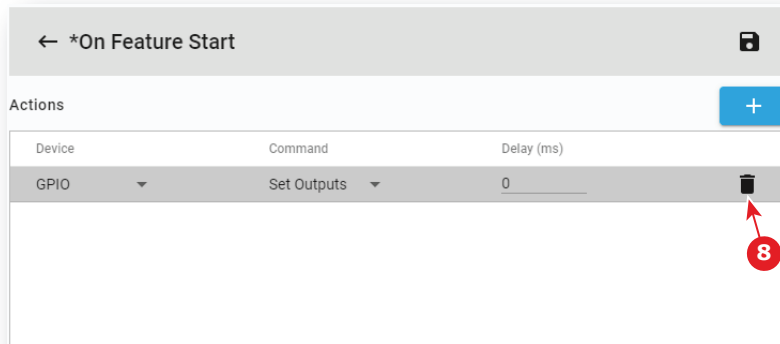 *On Feature Start
Actions
Device Command Delay (ms)
GPIO Set Outputs 0
8